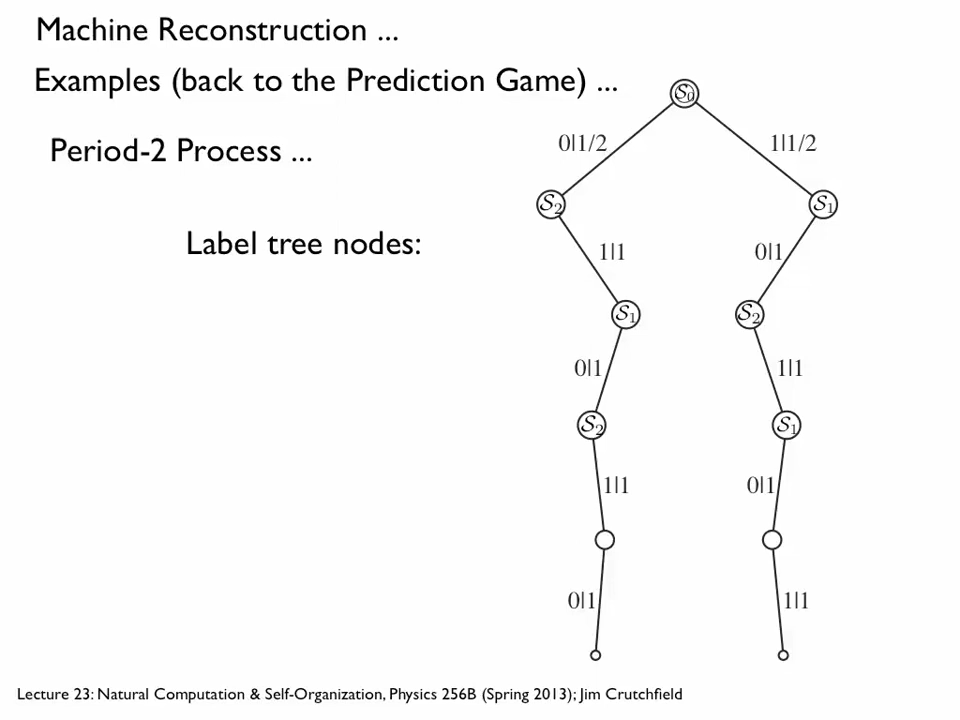 Machine Reconstruction ...
Examples (back to the Prediction Game) ...
S0
0|1/2
1|1/2
Period-2 Process ...
S2
S1
Label tree nodes:
1|1
0|1
S1
S2
0|1
1|1
S2
S1
1|1
0|1
0|1
1|1
Lecture 23: Natural Computation & Self-Organization, Physics 256B (Spring 2013); Jim Crutchfield